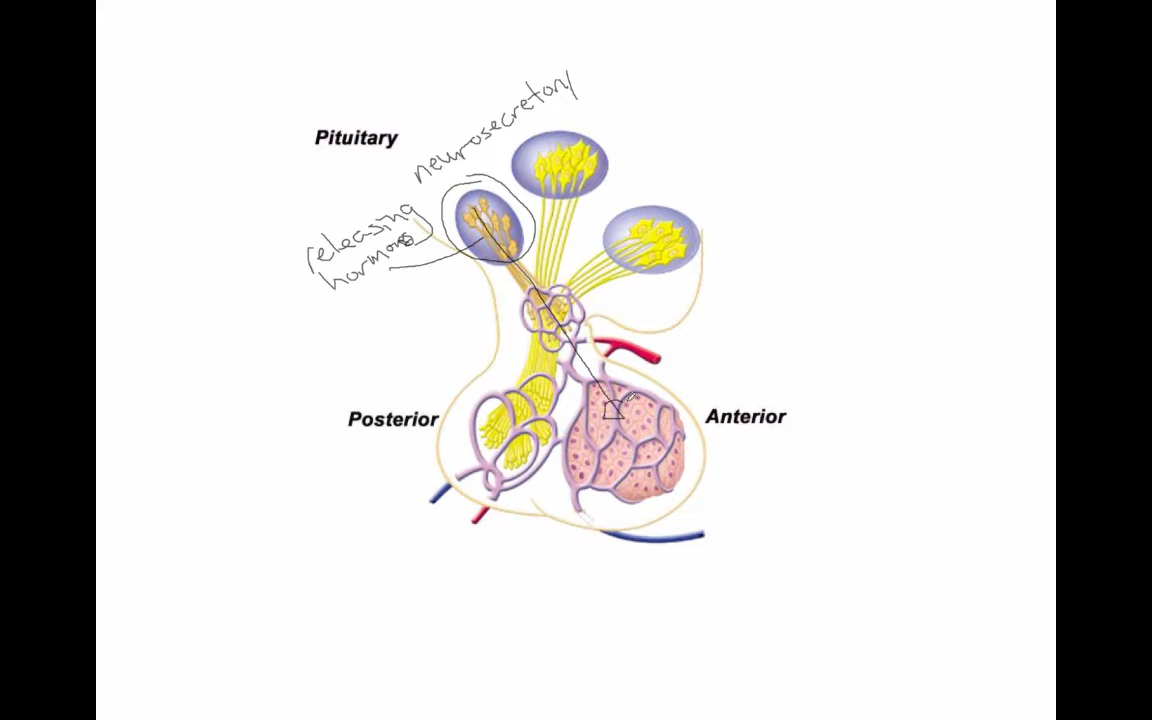 neurosecretory
Pituitary
releasing
hormones
Posterior
Anterior